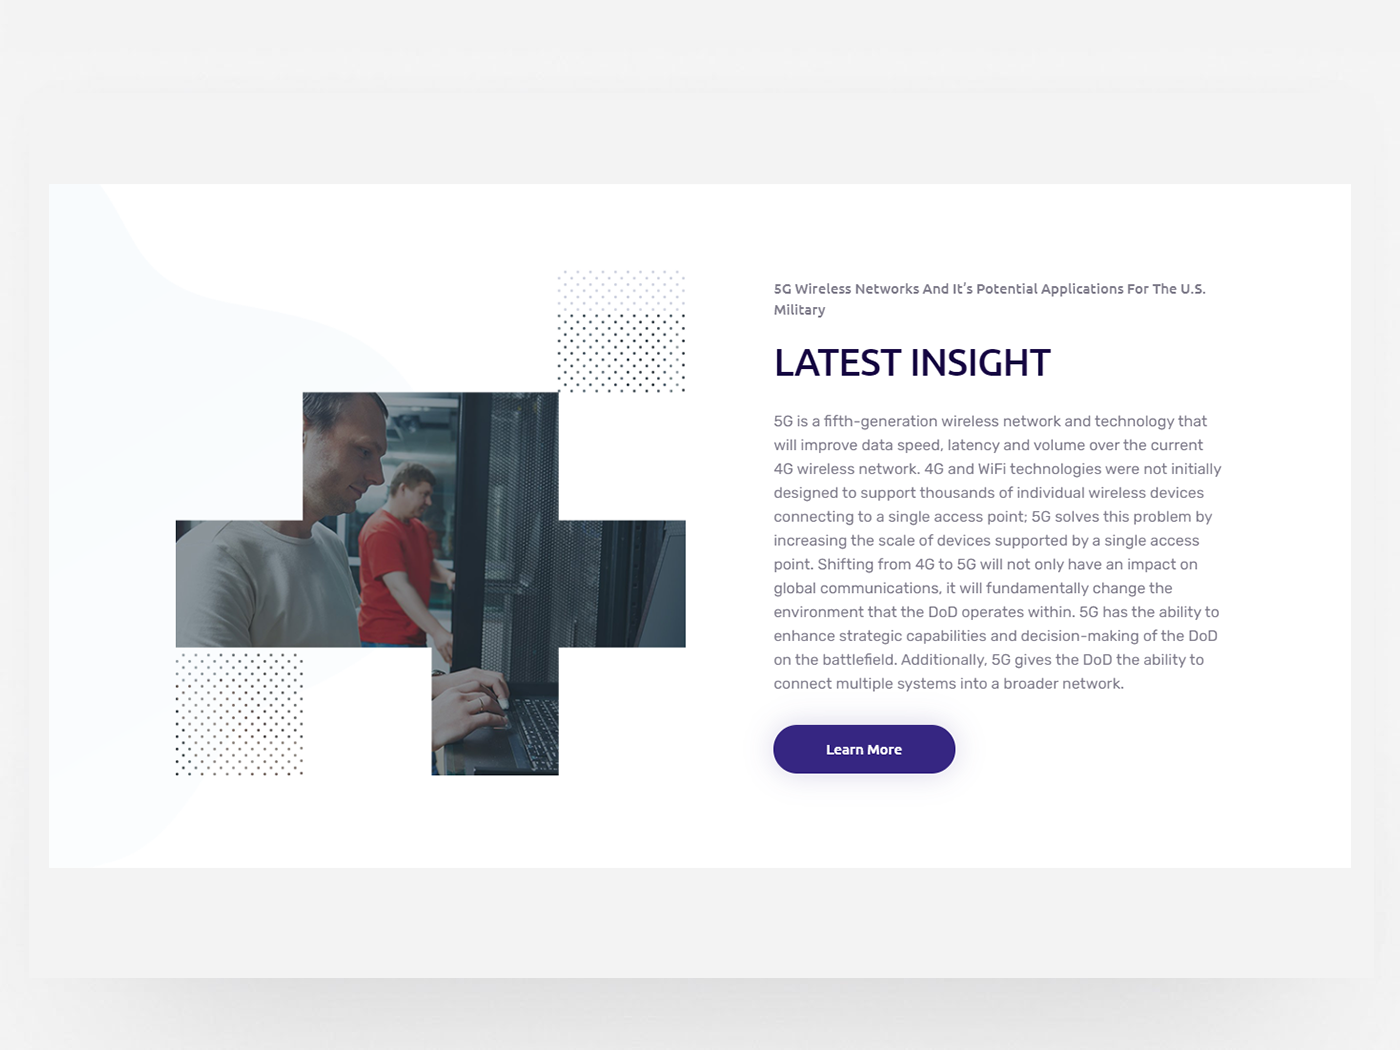 5G Wireless Networks And It's Potential Applications For The U.S.
Military
LATEST INSIGHT
5G is a fifth-generation wireless network and technology that
will improve data speed, latency and volume over the current
4G wireless network. 4G and WiFi technologies were not initially
designed to support thousands of individual wireless devices
connecting to a single access point; 5G solves this problem by
increasing the scale of devices supported by a single access
point. Shifting from 4G to 5G will not only have an impact on
global communications, it will fundamentally change the
environment that the DoD operates within. 5G has the ability to
enhance strategic capabilities and decision-making of the DoD
on the battlefield. Additionally, 5G gives the DoD the ability to
connect multiple systems into a broader network.
Learn More